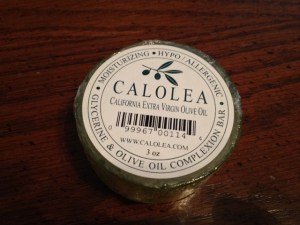 MOISTURIZING • HYPO / ALLERGENIC •
CALOLEA
CALIFORNIA EXTRA VIRGIN OLIVE OIL
99967 00114
WWW.CALOLEA.COM
3 oz
GLYCERINE & OLIVE OIL COMPLEXION BAR •